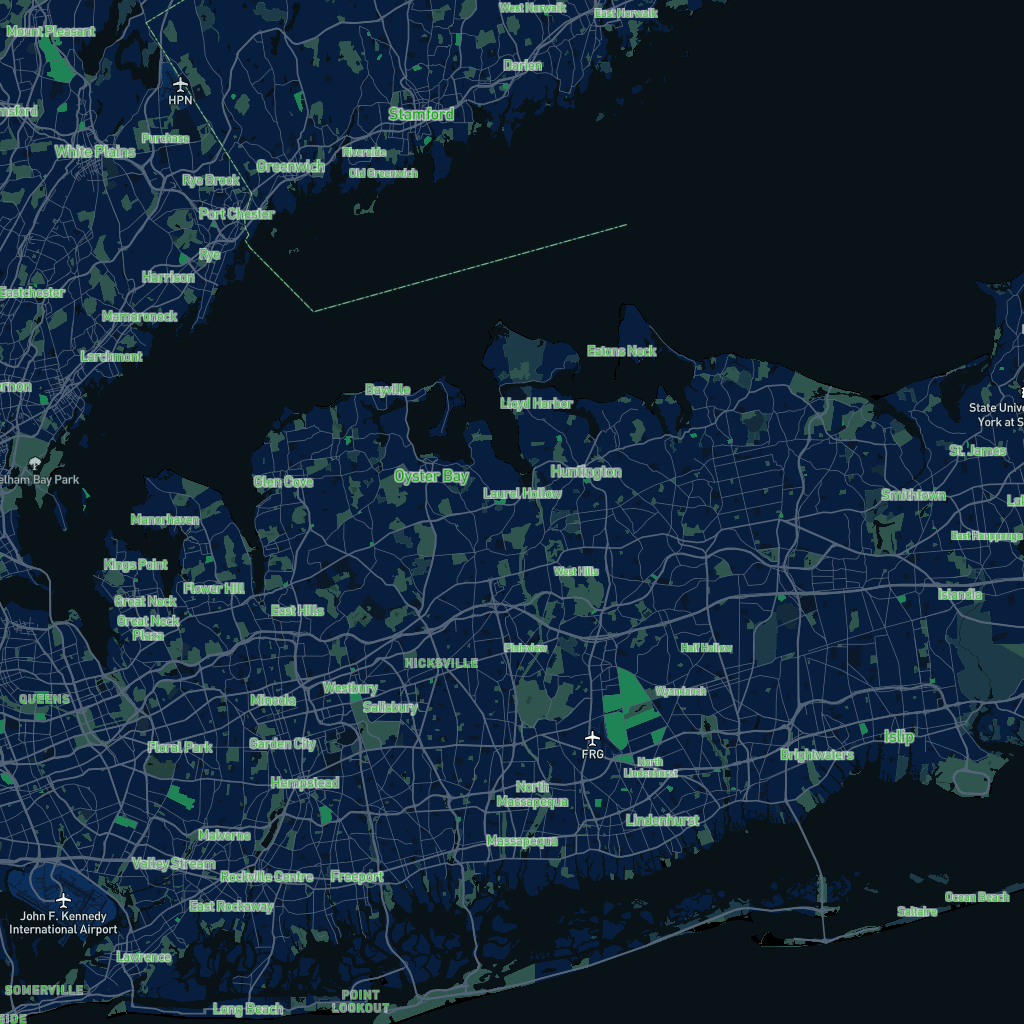 West Norwalk
East Norwalk
Mount Pleasant
Darien
HPN
Stamford
Purchase
White Plains
Riverside
Greenwich
Old Greenwich
Rye Brook
Port Chester
Rye
Harrison
Eastchester
Mamaroneck
Larchmont
Eatons Neck
Bayville
Lloyd Harbor
State Unive
York at S
St. James
elham Bay Park
Glen Cove
Oyster Bay
Huntington
Laurel Hollow
Smithtown
Manorhaven
East Hauppauge
Kings Point
West Hills
Flower Hill
Great Neck
East Hills
Islandia
Great Neck
Plaza
Plainview
Half Hollow
HICKSVILLE
QUEENS
Mineola
Westbury
Salisbury
Wyandanch
Floral Park
Garden City
FRG
North
Lindenhurst
Islip
Brightwaters
Hempstead
North
Massapequa
Lindenhurst
Malverne
Massapequa
Valley Stream
Rockville Centre
Freeport
East Rockaway
John F. Kennedy
International Airport
Ocean Beach
Saltaire
Lawrence
SOMERVILLE
POINT
LOOKOUT
Long Beach